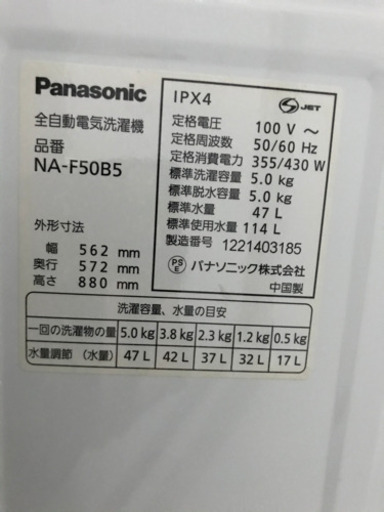 Panasonic
全自動電気洗濯機
品番
NA-F50B5
外形寸法
幅 562 mm
奥行 572 mm
高さ 880 mm
IPX4
JET
定格電圧 100 V ～
定格周波数 50/60 Hz
定格消費電力 355/430 W
標準洗濯容量 5.0 kg
標準脱水容量 5.0 kg
標準水量 47 L
標準使用水量 114 L
製造番号 1221403185
PS E パナソニック株式会社
中国製
洗濯容量、水量の目安
一回の洗濯物の量 5.0 kg 3.8 kg 2.3 kg 1.2 kg 0.5 kg
水量調節 (水量) 47 L 42 L 37 L 32 L 17 L